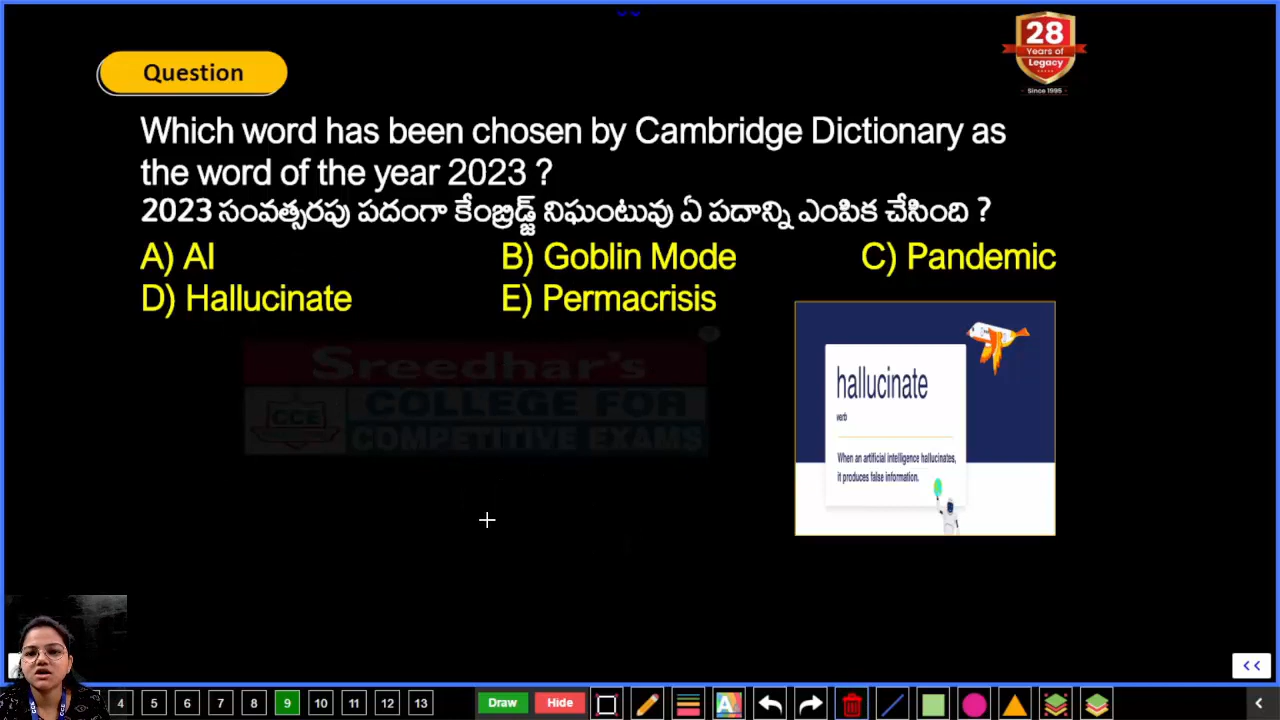 28
Years of
Legacy
Since 1995
Question
Which word has been chosen by Cambridge Dictionary as
the word of the year 2023 ?
2023 సంవత్సరపు పదంగా కేంబ్రిడ్జ్ నిఘంటువు ఏ పదాన్ని ఎంపిక చేసింది ?
A) AI B) Goblin Mode C) Pandemic
D) Hallucinate E) Permacrisis
Sreedhar's
CCE
COLLEGE FOR
COMPETITIVE EXAMS
hallucinate
verb
When an artificial intelligence hallucinates,
it produces false information.
<<
4 5 6 7 8 9 10 11 12 13 Draw Hide